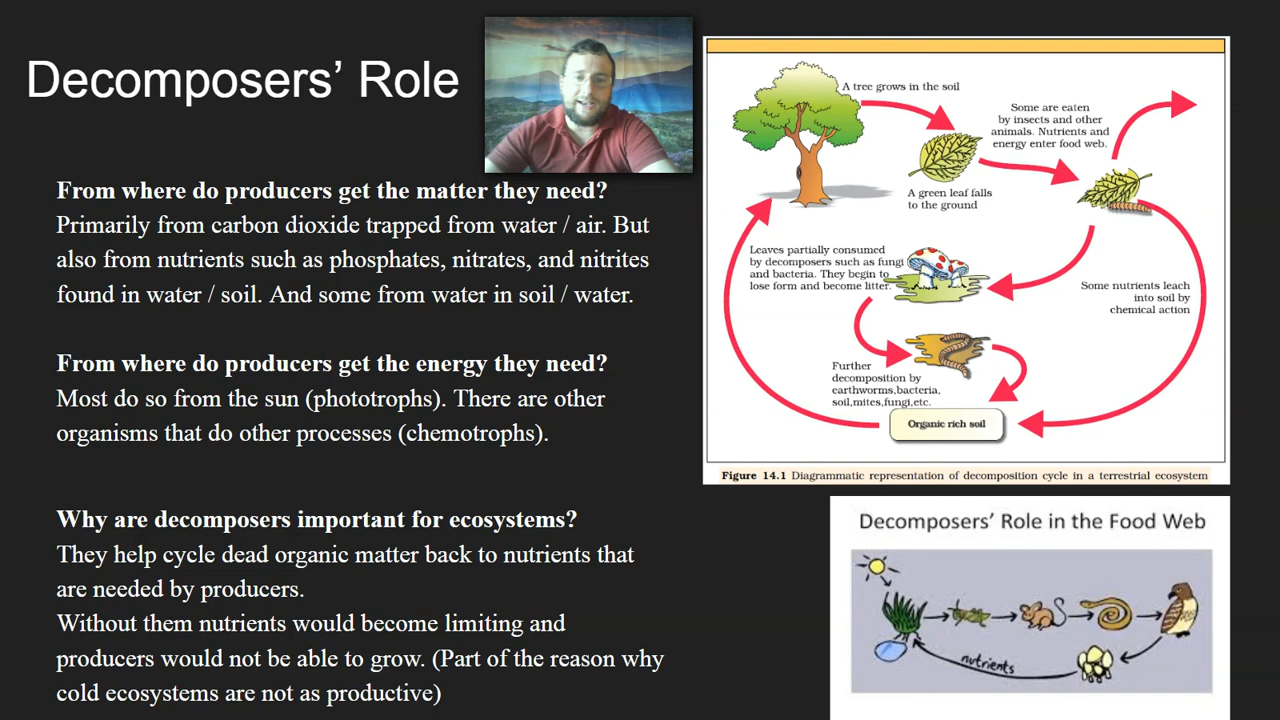 Decomposers’ Role
From where do producers get the matter they need?
Primarily from carbon dioxide trapped from water / air. But
also from nutrients such as phosphates, nitrates, and nitrites
found in water / soil. And some from water in soil / water.
From where do producers get the energy they need?
Most do so from the sun (phototrophs). There are other
organisms that do other processes (chemotrophs).
Why are decomposers important for ecosystems?
They help cycle dead organic matter back to nutrients that
are needed by producers.
Without them nutrients would become limiting and
producers would not be able to grow. (Part of the reason why
cold ecosystems are not as productive)
A tree grows in the soil
Some are eaten
by insects and other
animals. Nutrients and
energy enter food web.
A green leaf falls
to the ground
Leaves partially consumed
by decomposers such as fungi
and bacteria. They begin to
lose form and become litter.
Some nutrients leach
into soil by
chemical action
Further
decomposition by
earthworms,bacteria,
soil,mites,fungi,etc.
Organic rich soil
Figure 14.1 Diagrammatic representation of decomposition cycle in a terrestrial ecosystem
Decomposers’ Role in the Food Web
nutrients